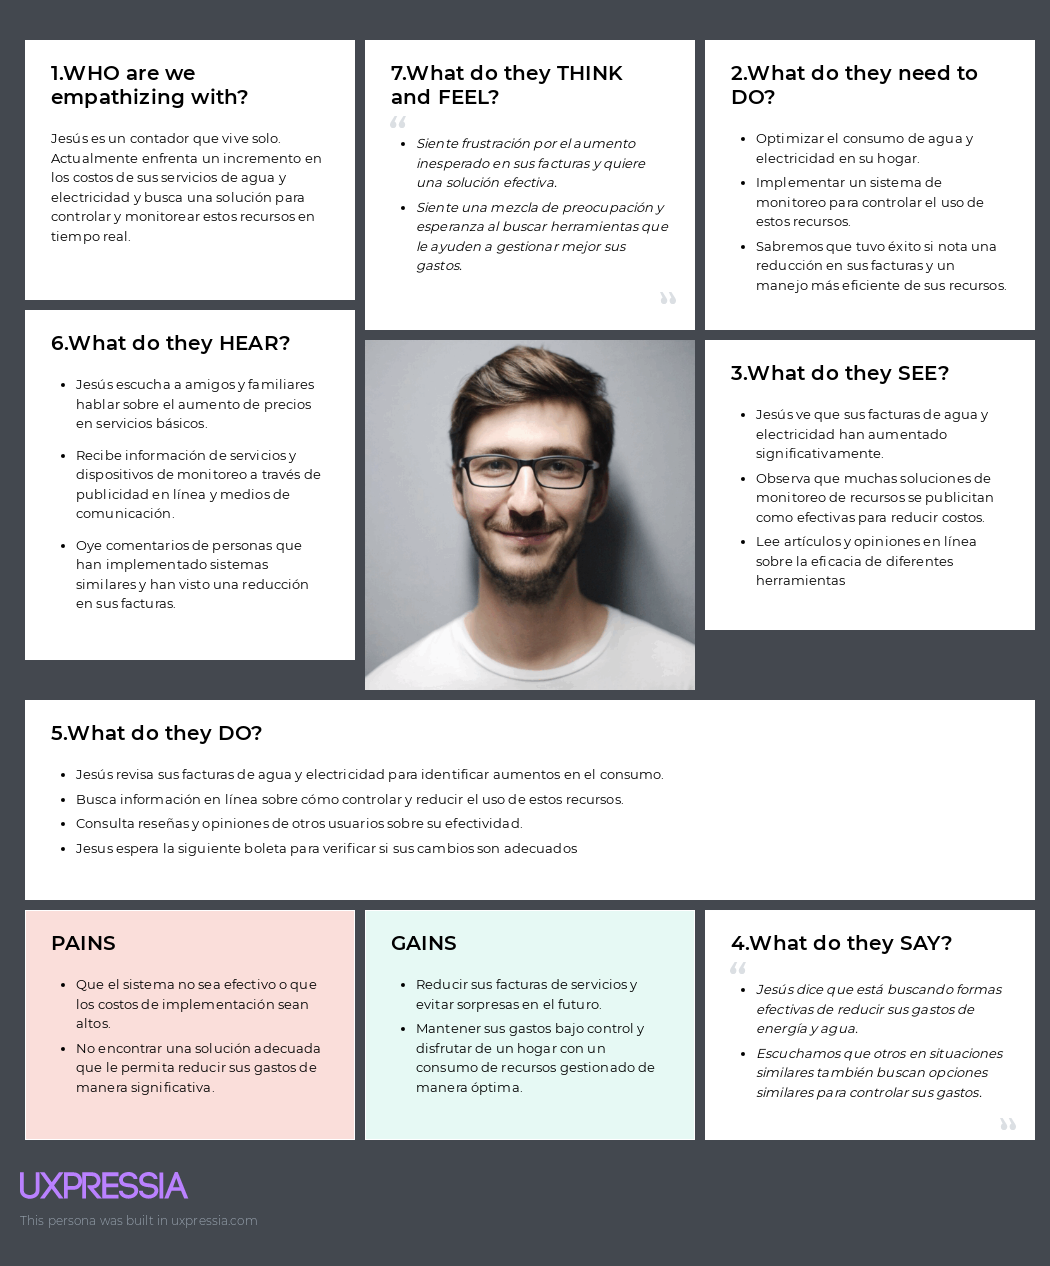 1.WHO are we
empathizing with?
Jesús es un contador que vive solo.
Actualmente enfrenta un incremento en
los costos de sus servicios de agua y
electricidad y busca una solución para
controlar y monitorear estos recursos en
tiempo real.
7.What do they THINK
and FEEL?
“
Siente frustración por el aumento
inesperado en sus facturas y quiere
una solución efectiva.
Siente una mezcla de preocupación y
esperanza al buscar herramientas que
le ayuden a gestionar mejor sus
gastos.
”
2.What do they need to
DO?
Optimizar el consumo de agua y
electricidad en su hogar.
Implementar un sistema de
monitoreo para controlar el uso de
estos recursos.
Sabremos que tuvo éxito si nota una
reducción en sus facturas y un
manejo más eficiente de sus recursos.
6.What do they HEAR?
Jesús escucha a amigos y familiares
hablar sobre el aumento de precios
en servicios básicos.
Recibe información de servicios y
dispositivos de monitoreo a través de
publicidad en línea y medios de
comunicación.
Oye comentarios de personas que
han implementado sistemas
similares y han visto una reducción
en sus facturas.
3.What do they SEE?
Jesús ve que sus facturas de agua y
electricidad han aumentado
significativamente.
Observa que muchas soluciones de
monitoreo de recursos se publicitan
como efectivas para reducir costos.
Lee artículos y opiniones en línea
sobre la eficacia de diferentes
herramientas
5.What do they DO?
Jesús revisa sus facturas de agua y electricidad para identificar aumentos en el consumo.
Busca información en línea sobre cómo controlar y reducir el uso de estos recursos.
Consulta reseñas y opiniones de otros usuarios sobre su efectividad.
Jesus espera la siguiente boleta para verificar si sus cambios son adecuados
PAINS
Que el sistema no sea efectivo o que
los costos de implementación sean
altos.
No encontrar una solución adecuada
que le permita reducir sus gastos de
manera significativa.
GAINS
Reducir sus facturas de servicios y
evitar sorpresas en el futuro.
Mantener sus gastos bajo control y
disfrutar de un hogar con un
consumo de recursos gestionado de
manera óptima.
4.What do they SAY?
“
Jesús dice que está buscando formas
efectivas de reducir sus gastos de
energía y agua.
Escuchamos que otros en situaciones
similares también buscan opciones
similares para controlar sus gastos.
”
UXPRESSIA
This persona was built in uxpressia.com